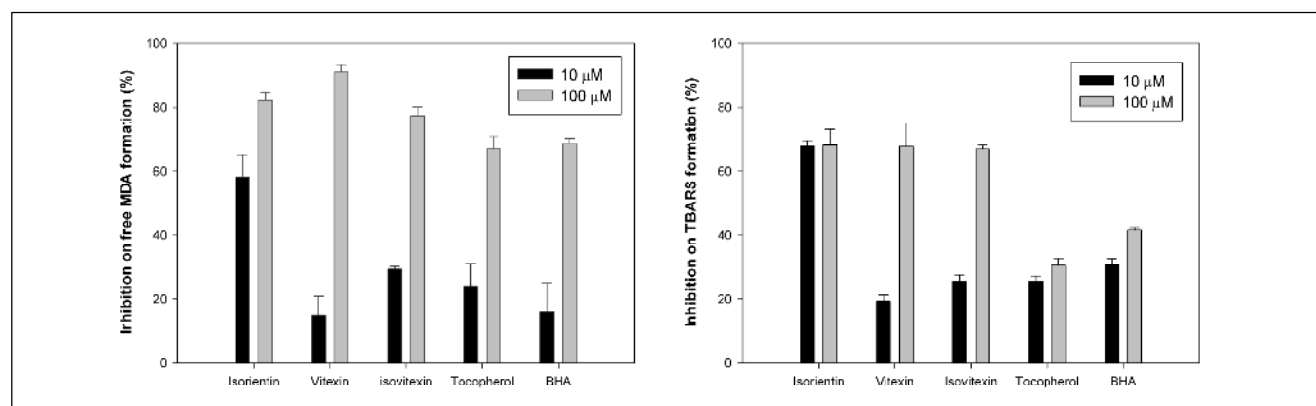 Inhibition on free MDA formation (%)
100
80
60
40
20
0
10 μM
100 μM
Isorientin
Vitexin
isovitexin
Tocopherol
BHA
Inhibition on TBARS formation (%)
100
80
60
40
20
0
10 μM
100 μM
Isorientin
Vitexin
Isovitexin
Tocopherol
BHA